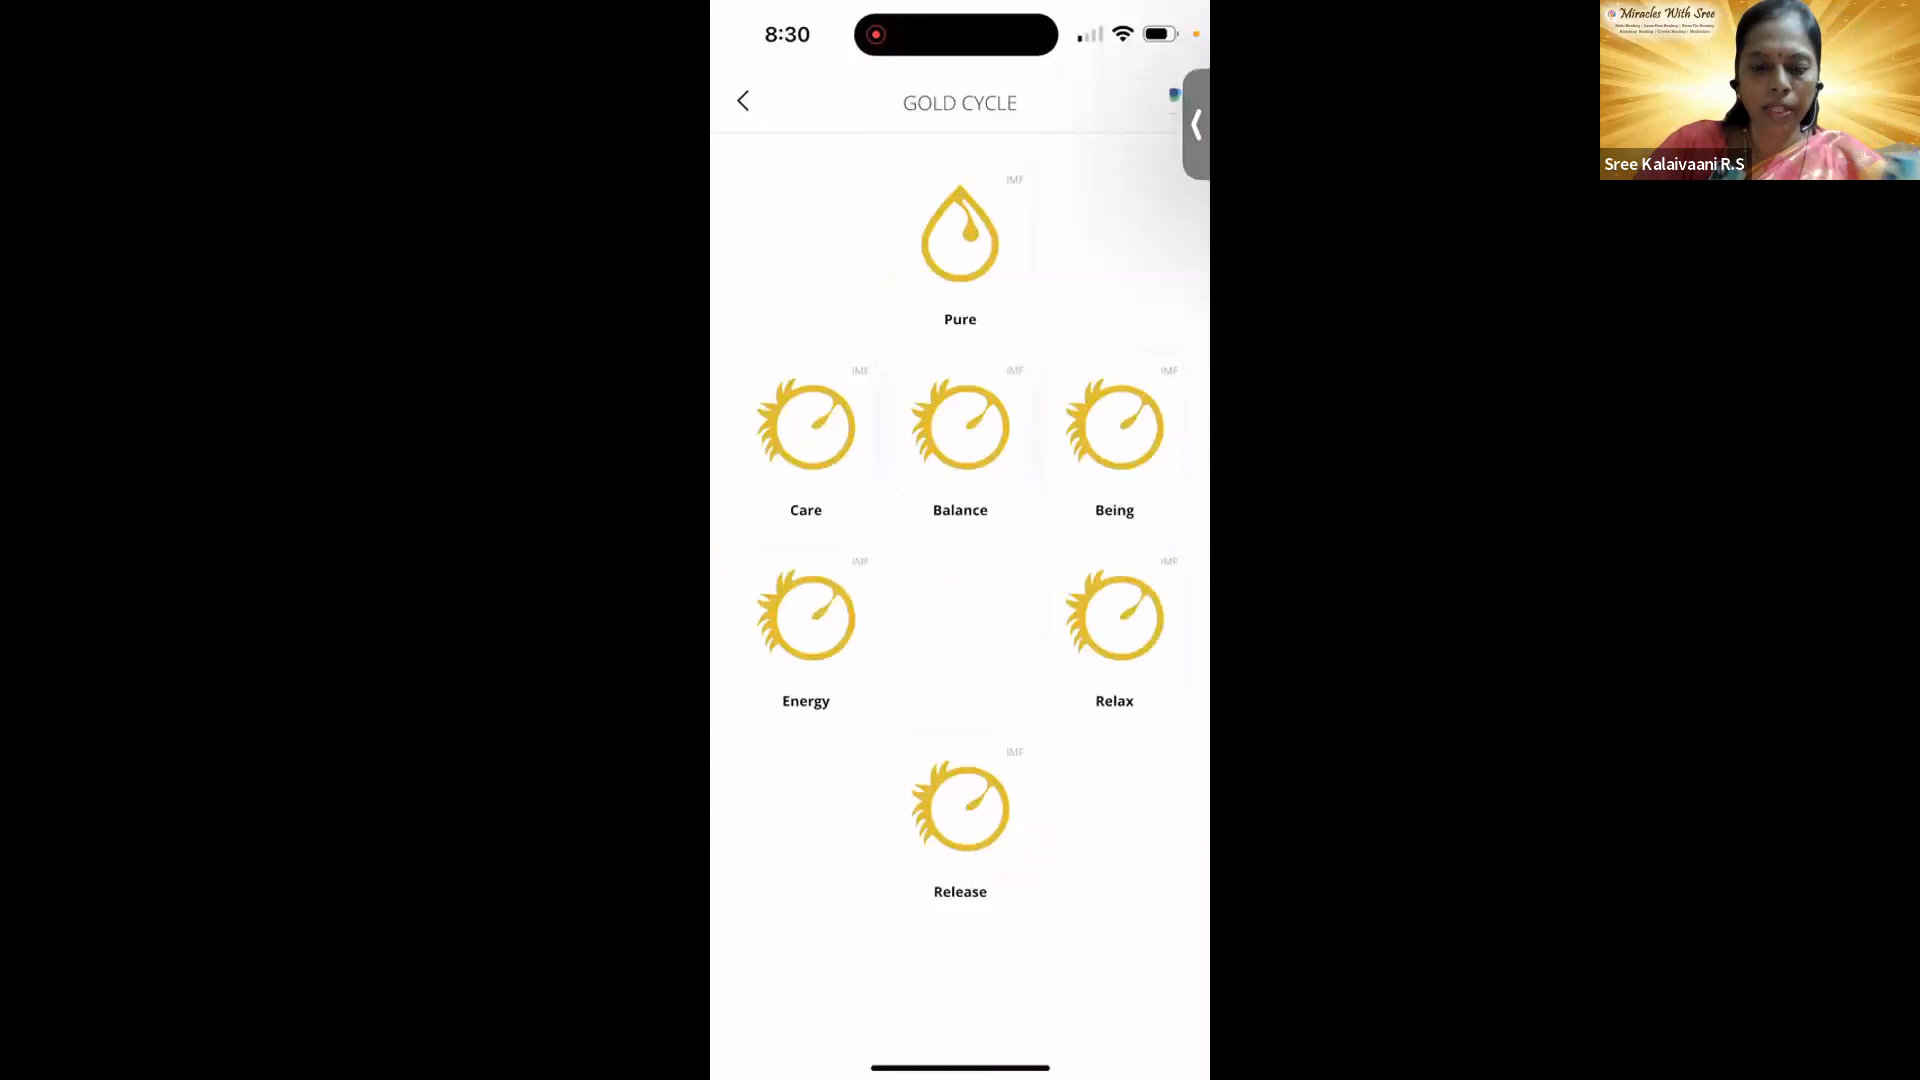 8:30
GOLD CYCLE
IMF
Pure
IMF
IMF
IMF
Care
Balance
Being
IMF
IMF
Energy
Relax
IMF
Release
Miracles With Sree
Sree Kalaivaani R.S